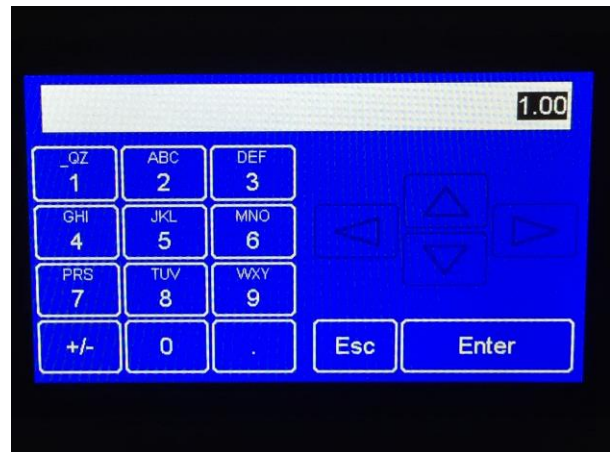 1.00
_QZ ABC DEF
1 2 3
GHI JKL MNO
4 5 6
PRS TUV WXY
7 8 9
+/- 0 . Esc Enter